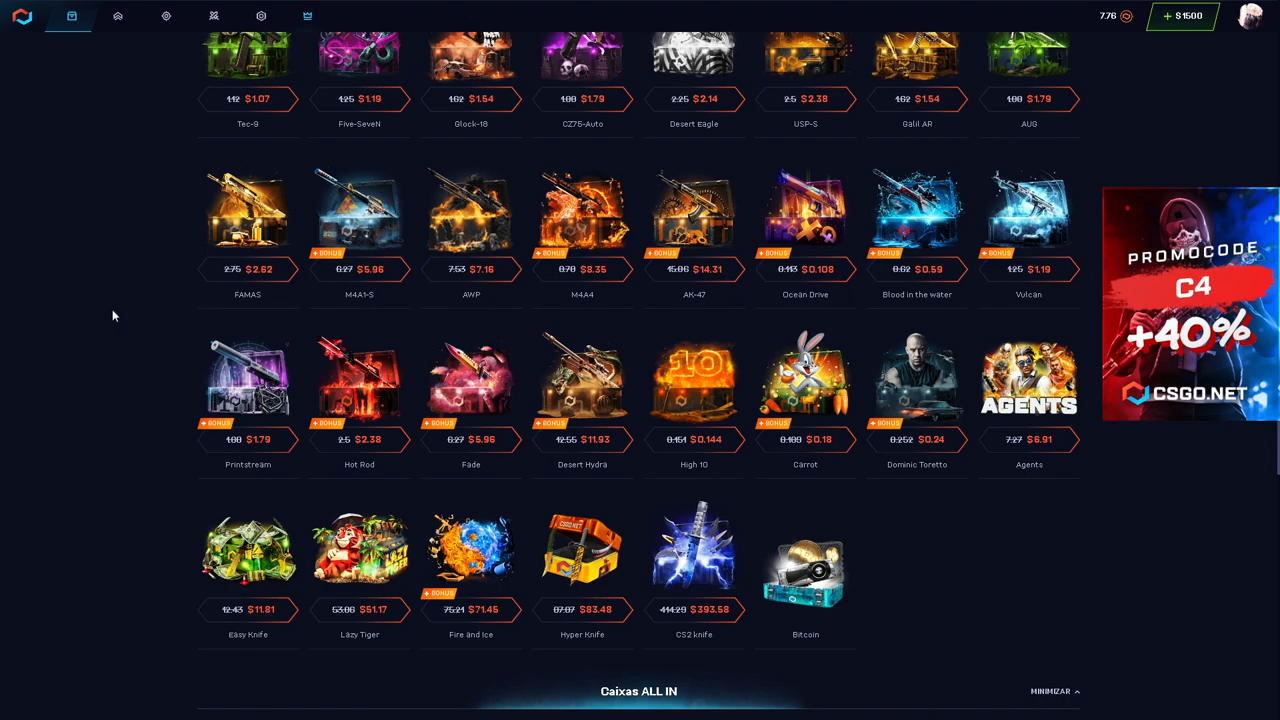 7.76
+ $1500
1.12 $1.07
1.25 $1.19
1.62 $1.54
1.88 $1.79
2.25 $2.14
2.5 $2.38
1.62 $1.54
1.88 $1.79
Tec-9
Five-SeveN
Glock-18
CZ75-Auto
Desert Eagle
USP-S
Galil AR
AUG
+ BONUS
+ BONUS
+ BONUS
+ BONUS
+ BONUS
+ BONUS
2.75 $2.62
6.27 $5.96
7.53 $7.16
8.78 $8.35
15.06 $14.31
0.113 $0.108
0.62 $0.59
1.25 $1.19
FAMAS
M4A1-S
AWP
M4A4
AK-47
Ocean Drive
Blood in the water
Vulcan
10
AGENTS
+ BONUS
+ BONUS
+ BONUS
+ BONUS
+ BONUS
+ BONUS
1.88 $1.79
2.5 $2.38
6.27 $5.96
12.55 $11.93
0.151 $0.144
0.189 $0.18
0.252 $0.24
7.27 $6.91
Printstream
Hot Rod
Fade
Desert Hydra
High 10
Carrot
Dominic Toretto
Agents
CSGO.NET
+ BONUS
12.43 $11.81
53.86 $51.17
75.21 $71.45
87.87 $83.48
414.29 $393.58
Easy Knife
Lazy Tiger
Fire and Ice
Hyper Knife
CS2 knife
Bitcoin
Caixas ALL IN
MINIMIZAR
PROMOCODE
C4
+40%
CSGO.NET